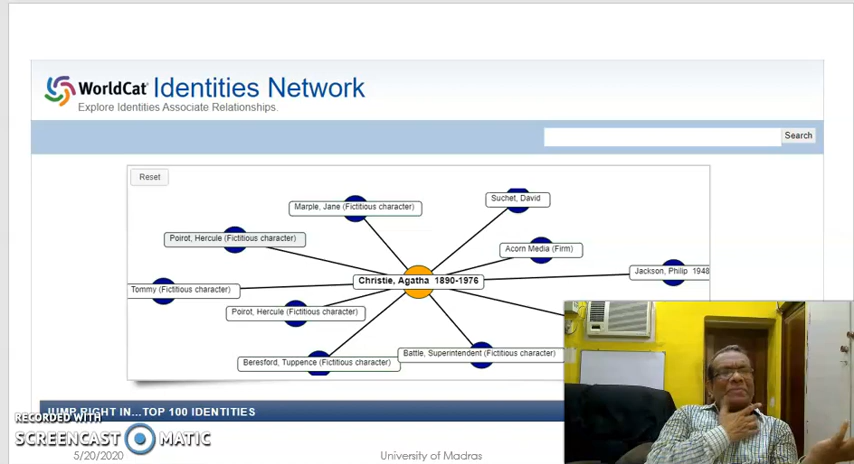 WorldCat Identities Network
Explore Identities Associate Relationships.
Search
Reset
Marple, Jane (Fictitious character)
Suchet, David
Poirot, Hercule (Fictitious character)
Acorn Media (Firm)
Jackson, Philip 1948
Christie, Agatha 1890-1976
Tommy (Fictitious character)
Poirot, Hercule (Fictitious character)
Battle, Superintendent (Fictitious character)
Beresford, Tuppence (Fictitious character)
JUMP RIGHT IN...TOP 100 IDENTITIES
RECORDED WITH
SCREENCAST MATIC
5/20/2020
University of Madras